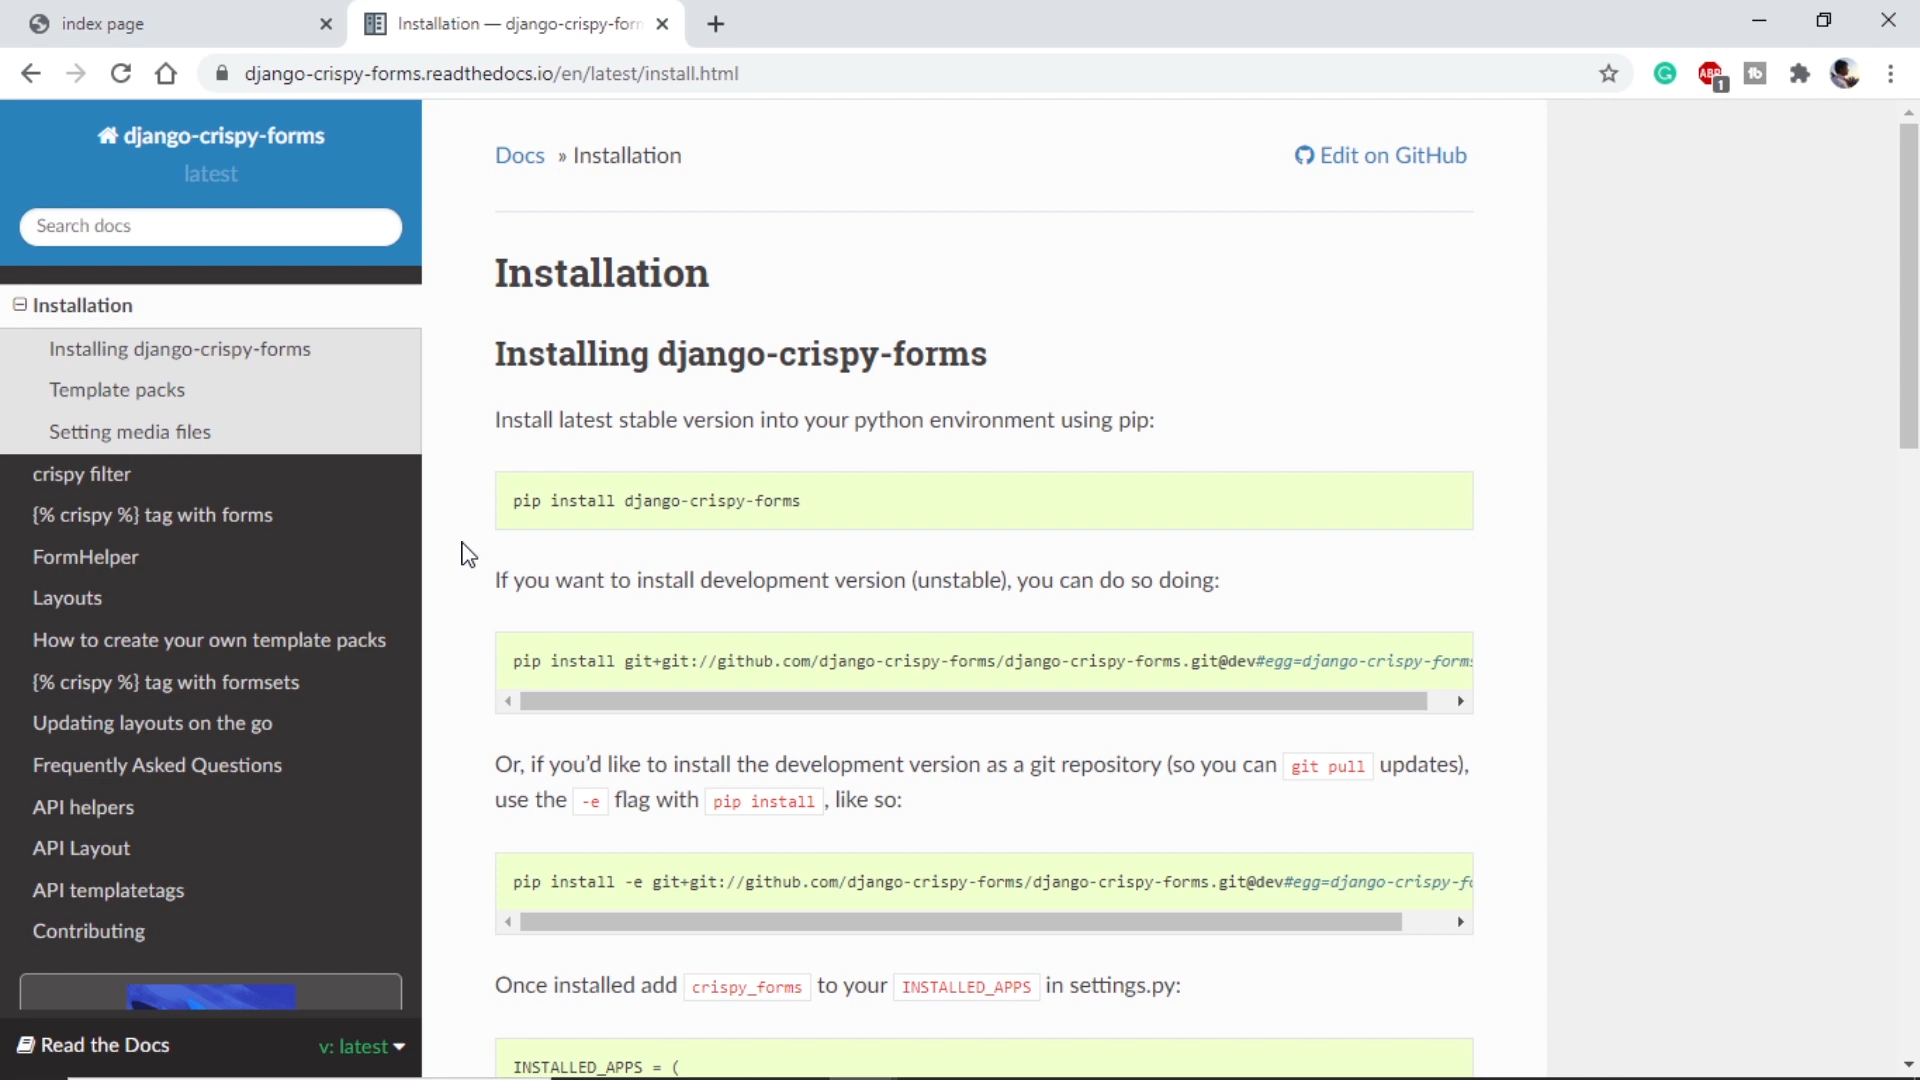 index page
Installation — django-crispy-forn
django-crispy-forms.readthedocs.io/en/latest/install.html
ABP
1
tb
django-crispy-forms
latest
Search docs
Installation
Installing django-crispy-forms
Template packs
Setting media files
crispy filter
{% crispy %} tag with forms
FormHelper
Layouts
How to create your own template packs
{% crispy %} tag with formsets
Updating layouts on the go
Frequently Asked Questions
API helpers
API Layout
API templatetags
Contributing
Read the Docs
v: latest
Docs » Installation
Edit on GitHub
Installation
Installing django-crispy-forms
Install latest stable version into your python environment using pip:
pip install django-crispy-forms
If you want to install development version (unstable), you can do so doing:
pip install git+git://github.com/django-crispy-forms/django-crispy-forms.git@dev#egg=django-crispy-forms
Or, if you’d like to install the development version as a git repository (so you can git pull updates),
use the -e flag with pip install , like so:
pip install -e git+git://github.com/django-crispy-forms/django-crispy-forms.git@dev#egg=django-crispy-fo
Once installed add crispy_forms to your INSTALLED_APPS in settings.py:
INSTALLED_APPS = (